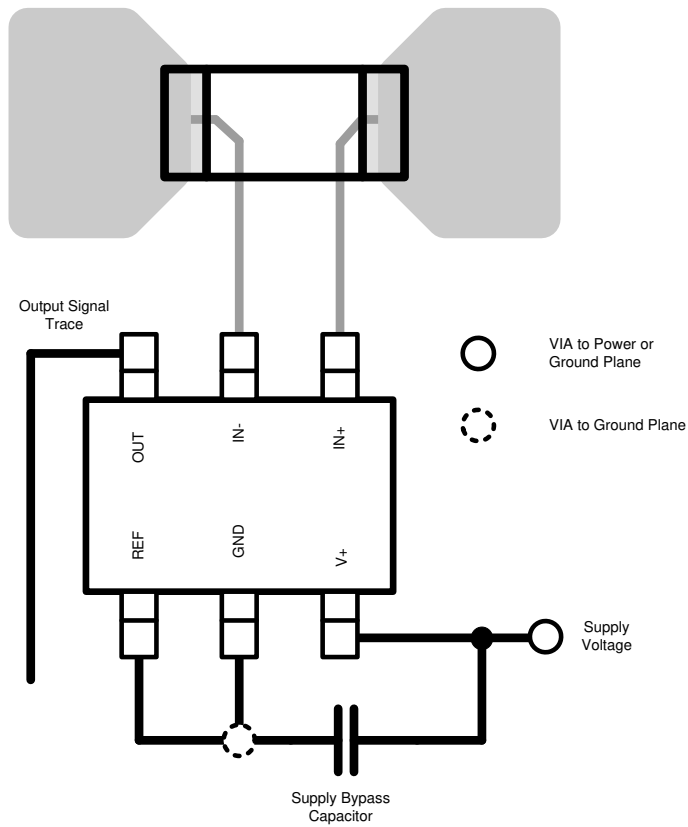 Output Signal
Trace
VIA to Power or
Ground Plane
VIA to Ground Plane
OUT
IN-
IN+
REF
GND
V+
Supply
Voltage
Supply Bypass
Capacitor